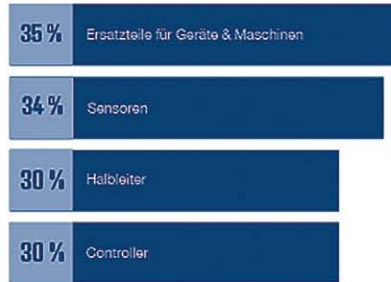 35 % Ersatzteile für Geräte & Maschinen
34 % Sensoren
30 % Halbleiter
30 % Controller